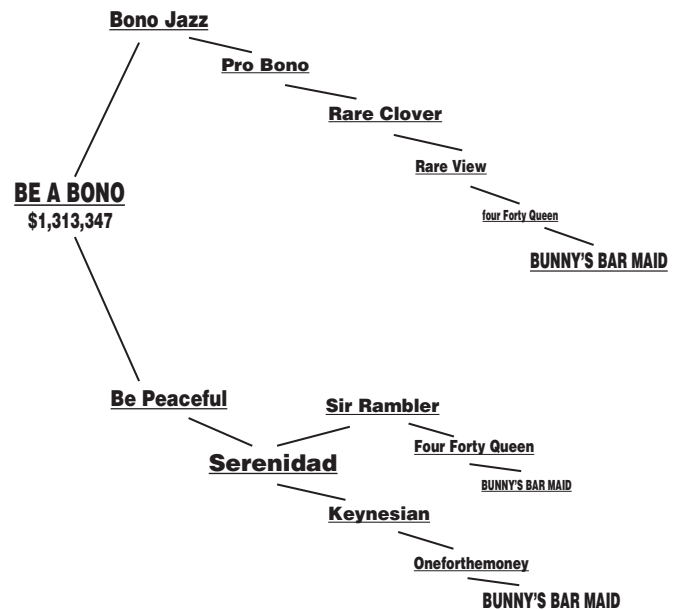 Bono Jazz
Pro Bono
Rare Clover
Rare View
BE A BONO
$1,313,347
four Forty Queen
BUNNY'S BAR MAID
Be Peaceful
Sir Rambler
Four Forty Queen
Serenidad
BUNNY'S BAR MAID
Keynesian
Oneforthemoney
BUNNY'S BAR MAID